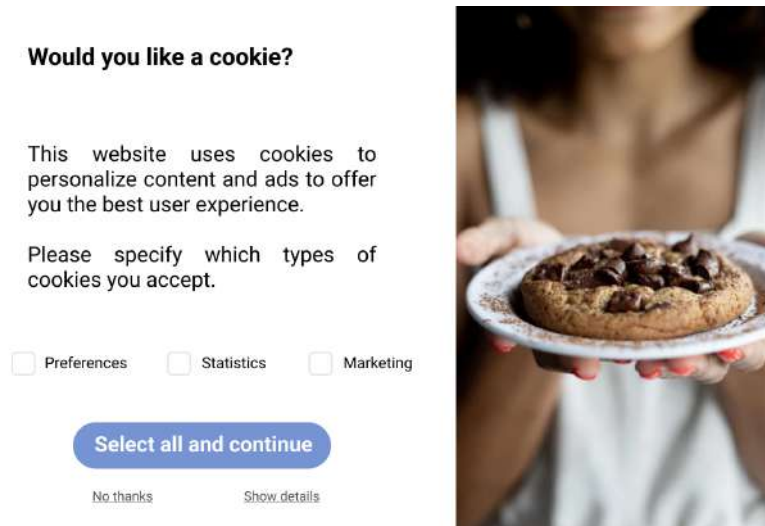 Would you like a cookie?
This website uses cookies to
personalize content and ads to offer
you the best user experience.
Please specify which types of
cookies you accept.
Preferences Statistics Marketing
Select all and continue
No thanks Show details